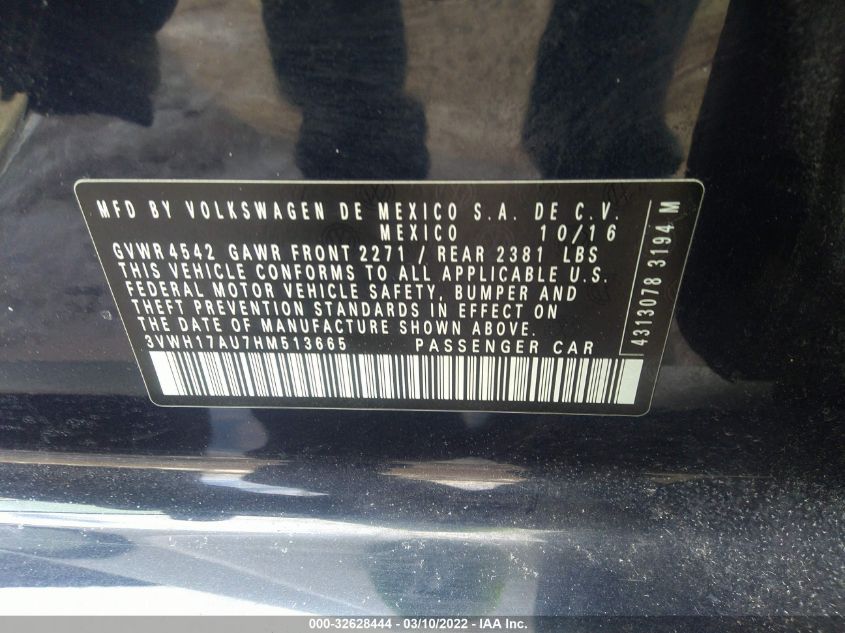 MFD BY VOLKSWAGEN DE MEXICO S.A. DE C.V.
MEXICO 10/16
GVWR 4542 GAWR FRONT 2271 / REAR 2381 LBS
THIS VEHICLE CONFORMS TO ALL APPLICABLE U.S.
FEDERAL MOTOR VEHICLE SAFETY, BUMPER AND
THEFT PREVENTION STANDARDS IN EFFECT ON
THE DATE OF MANUFACTURE SHOWN ABOVE.
3VWH17AU7HM513665 PASSENGER CAR
4313078 3194 M
000-32628444 - 03/10/2022 - IAA Inc.